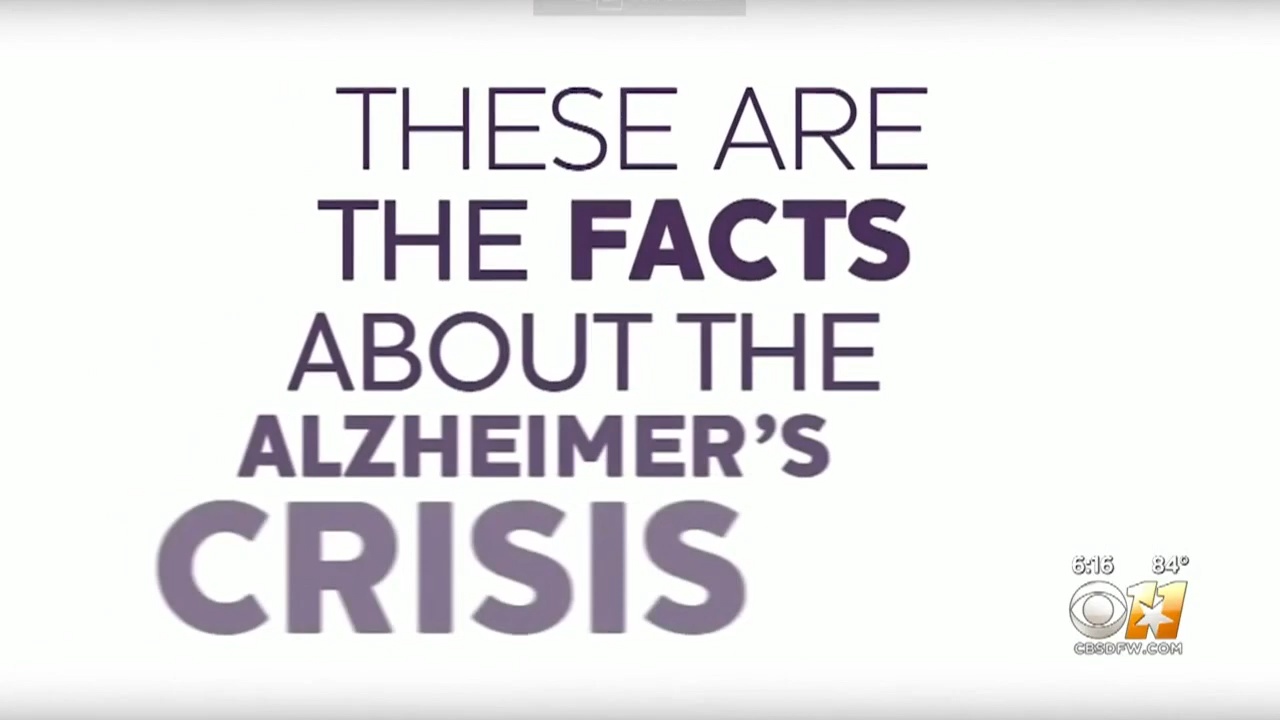 THESE ARE
THE FACTS
ABOUT THE
ALZHEIMER’S
CRISIS
6:16 84°
11
CBSDFW.COM